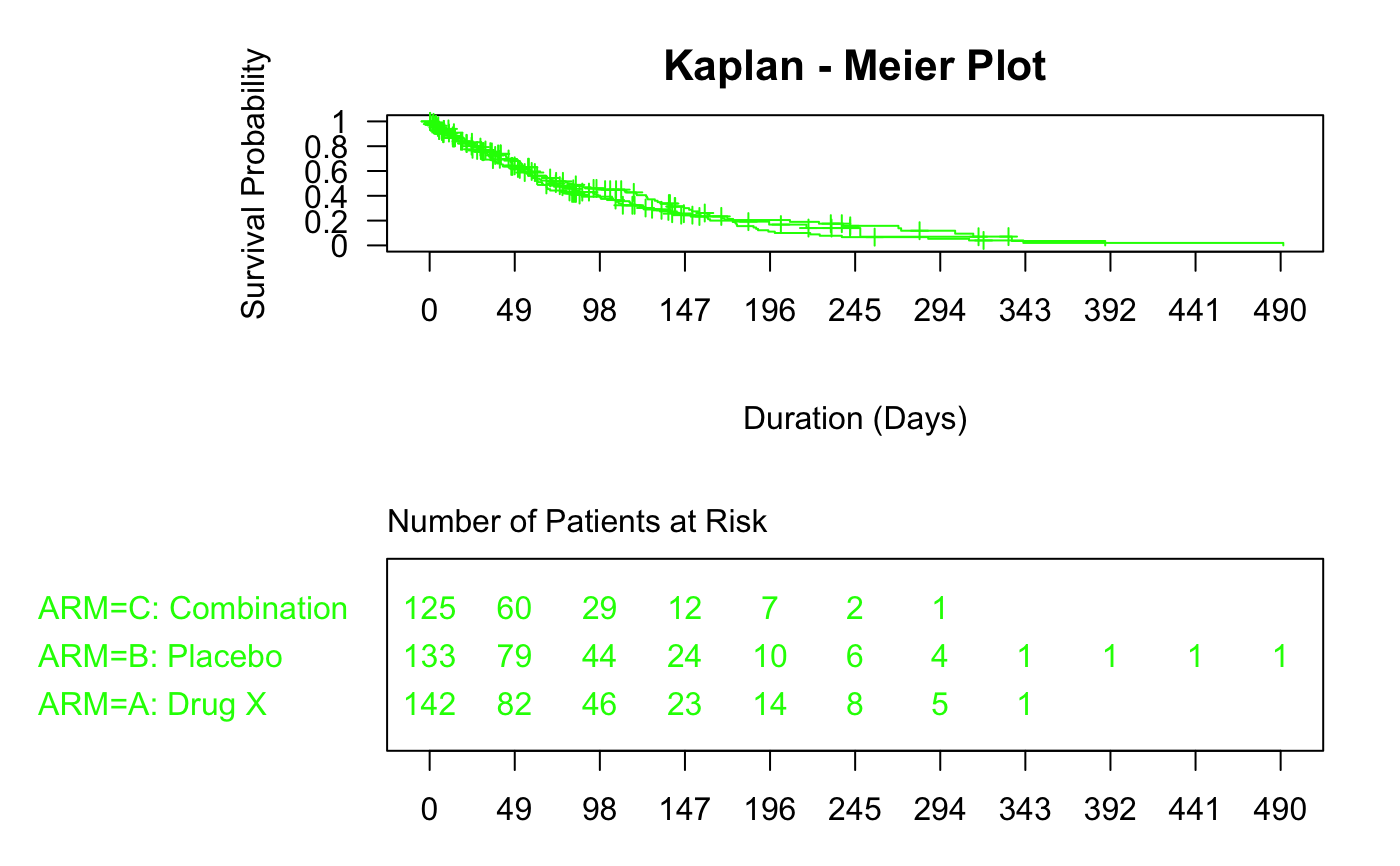 Kaplan - Meier Plot
Survival Probability
1
0.8
0.6
0.4
0.2
0
0 49 98 147 196 245 294 343 392 441 490
Duration (Days)
Number of Patients at Risk
ARM=C: Combination 125 60 29 12 7 2 1
ARM=B: Placebo 133 79 44 24 10 6 4 1 1 1 1
ARM=A: Drug X 142 82 46 23 14 8 5 1
0 49 98 147 196 245 294 343 392 441 490